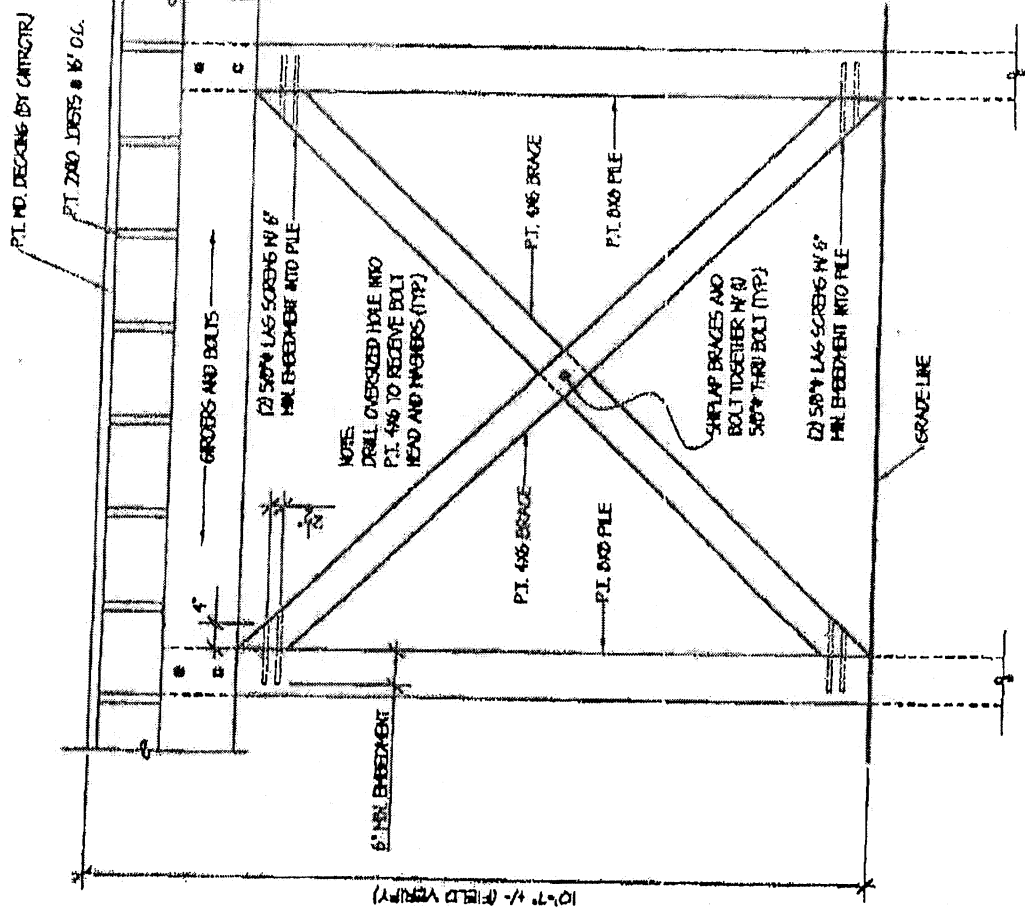 P.T. WD. DECKING (BY CNTRCTR)
P.T. 2X10 JOISTS @ 16" O.C.
GIRDERS AND BOLTS
(2) 5/8"Φ LAG SCREWS W/ 6"
MIN. EMBEDMENT INTO PILE
NOTE:
DRILL OVERSIZED HOLE INTO
P.T. 4X6 TO RECEIVE BOLT
HEAD AND WASHERS (TYP.)
4"
2½"
P.T. 4X6 BRACE
P.T. 8X8 PILE
P.T. 4X6 BRACE
P.T. 8X8 PILE
SHIPLAP BRACES AND
BOLT TOGETHER W/ (1)
5/8"Φ THRU BOLT (TYP.)
(2) 5/8"Φ LAG SCREWS W/ 6"
MIN. EMBEDMENT INTO PILE
GRADE LINE
6" MIN. EMBEDMENT
10'-7" +/- (FIELD VERIFY)